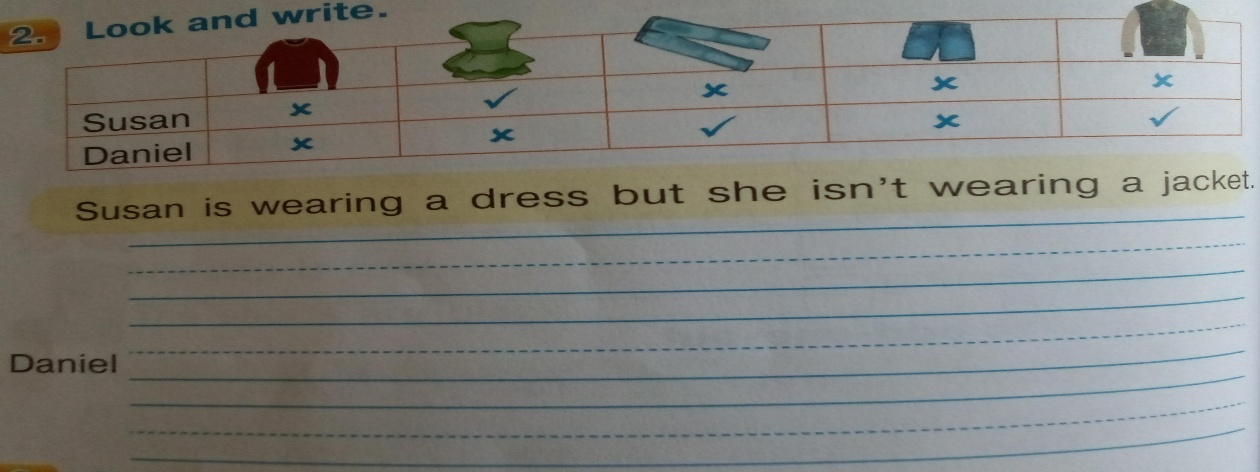 2. Look and write.
Susan
Daniel
Susan is wearing a dress but she isn't wearing a jacket.
Daniel